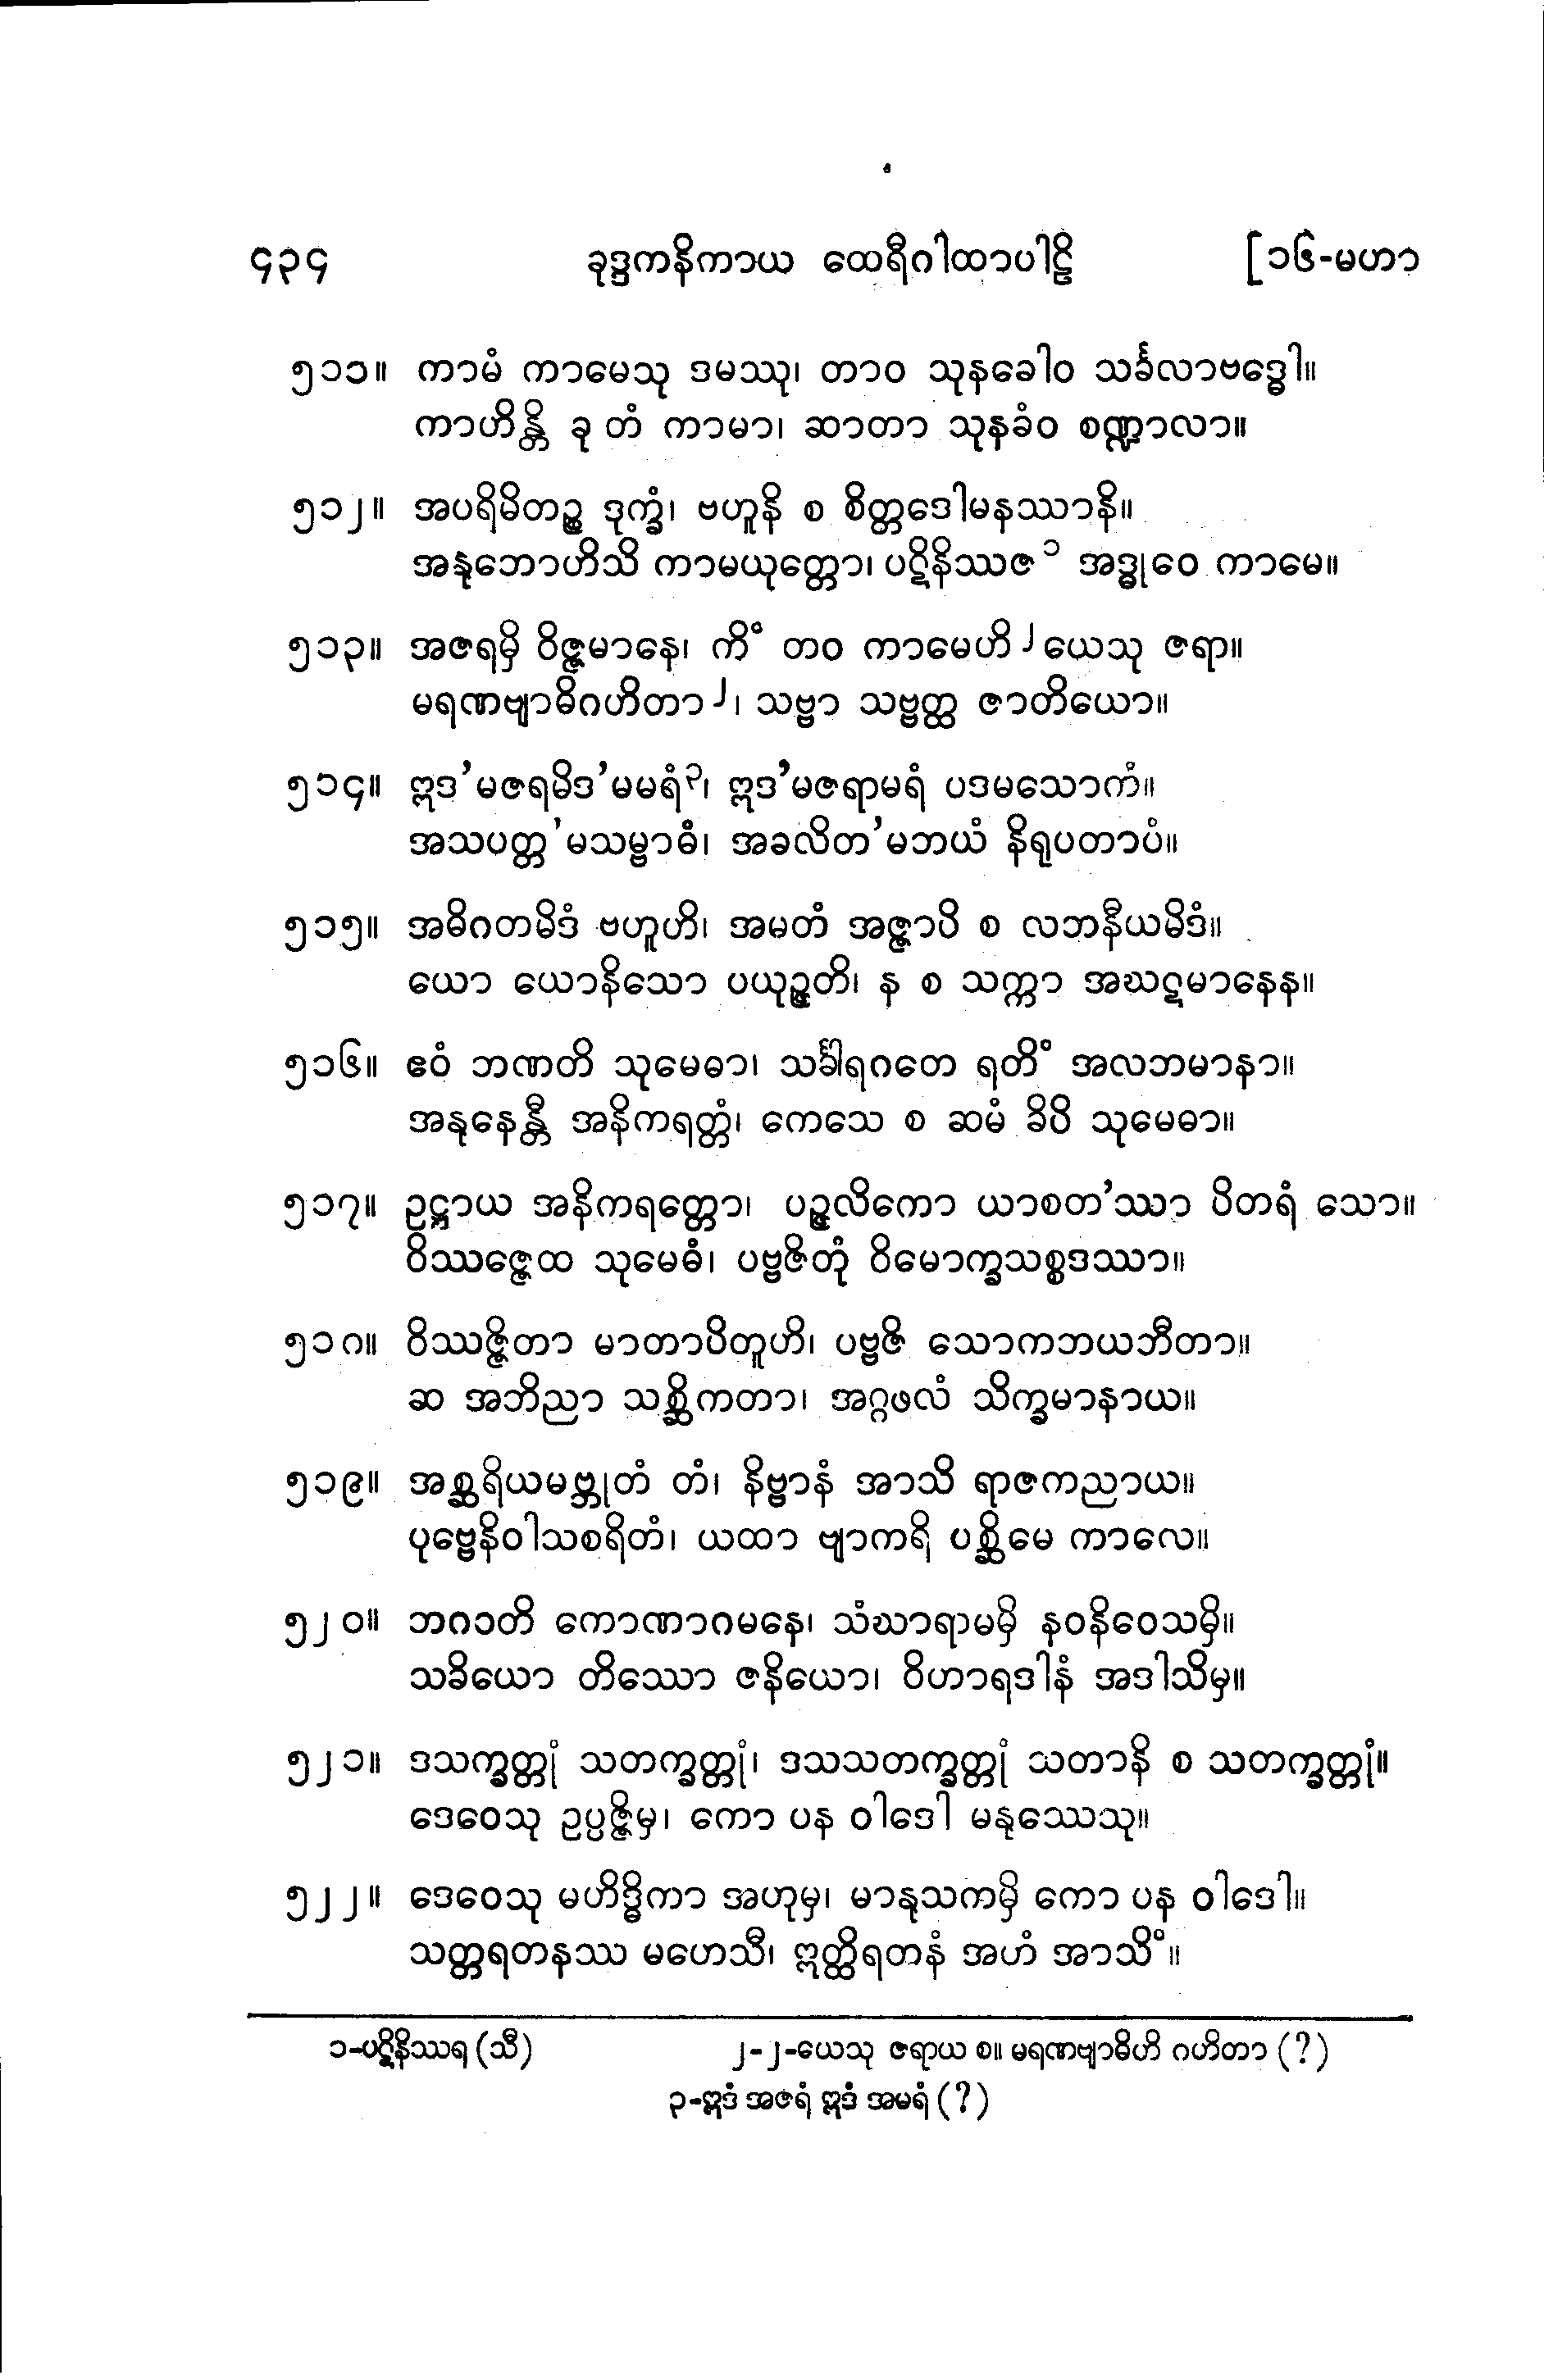 ၄၃၄ ခုဒ္ဒကနိကာယ ထေရီဂါထာပါဠိ [၁၆-မဟာ
၅၁၁။ ကာမံ ကာမေသု ဒမဿု၊ တာဝ သုနခေါဝ သင်္ခလာဗဒ္ဓေါ။
ကာဟိန္တိ ခု တံ ကာမာ၊ ဆာတာ သုနခံဝ စဏ္ဍာလာ။
၅၁၂။ အပရိမိတဉ္စ ဒုက္ခံ၊ ဗဟူနိ စ စိတ္တဒေါမနဿာနိ။
အနုဘောဟိသိ ကာမယုတ္တော၊ ပဋိနိဿဇ ၁ အဒ္ဓုဝေ ကာမေ။
၅၁၃။ အဇရမှိ ဝိဇ္ဇမာနေ၊ ကိံ တဝ ကာမေဟိ ၂ ယေသု ဇရာ။
မရဏဗျာဓိဂဟိတာ ၂၊ သဗ္ဗာ သဗ္ဗတ္ထ ဇာတိယော။
၅၁၄။ ဣဒ’မဇရမိဒ’မမရံ ၃၊ ဣဒ’မဇရာမရံ ပဒမသောကံ။
အသပတ္တ’မသမ္ဗာဓံ၊ အခလိတ’မဘယံ နိရုပတာပံ။
၅၁၅။ အဓိဂတမိဒံ ဗဟူဟိ၊ အမတံ အဇ္ဇာပိ စ လဘနီယမိဒံ။
ယော ယောနိသော ပယုဉ္ဇတိ၊ န စ သက္ကာ အဃဋမာနေန။
၅၁၆။ ဧဝံ ဘဏတိ သုမေဓာ၊ သင်္ခါရဂတေ ရတိံ အလဘမာနာ။
အနုနေန္တီ အနိကရတ္တံ၊ ကေသေ စ ဆမံ ခိပိ သုမေဓာ။
၅၁၇။ ဥဋ္ဌာယ အနိကရတ္တော၊ ပဉ္ဇလိကော ယာစတ’ဿာ ပိတရံ သော။
ဝိဿဇ္ဇေထ သုမေဓံ၊ ပဗ္ဗဇိတုံ ဝိမောက္ခသစ္စဒဿာ။
၅၁၈။ ဝိဿဇ္ဇိတာ မာတာပိတူဟိ၊ ပဗ္ဗဇိ သောကဘယဘီတာ။
ဆ အဘိညာ သစ္ဆိကတာ၊ အဂ္ဂဖလံ သိက္ခမာနာယ။
၅၁၉။ အစ္ဆရိယမဗ္ဘုတံ တံ၊ နိဗ္ဗာနံ အာသိ ရာဇကညာယ။
ပုဗ္ဗေနိဝါသစရိတံ၊ ယထာ ဗျာကရိ ပစ္ဆိမေ ကာလေ။
၅၂၀။ ဘဂဝတိ ကောဏာဂမနေ၊ သံဃာရာမမှိ နဝနိဝေသမှိ။
သခိယော တိဿော ဇနိယော၊ ဝိဟာရဒါနံ အဒါသိမှ။
၅၂၁။ ဒသက္ခတ္တုံ သတက္ခတ္တုံ၊ ဒသသတက္ခတ္တုံ သတာနိ စ သတက္ခတ္တုံ။
ဒေဝေသု ဥပ္ပဇ္ဇိမှ၊ ကော ပန ဝါဒေါ မနုဿေသု။
၅၂၂။ ဒေဝေသု မဟိဒ္ဓိကာ အဟုမှ၊ မာနုသကမှိ ကော ပန ဝါဒေါ။
သတ္တရတနဿ မဟေသီ၊ ဣတ္ထိရတနံ အဟံ အာသိံ။
၁-ပဋိနိဿရ (သီ) ၂-၂-ယေသု ဇရာယ စ။ မရဏဗျာဓိဟိ ဂဟိတာ (?)
၃-ဣဒံ အဇရံ ဣဒံ အမရံ (?)